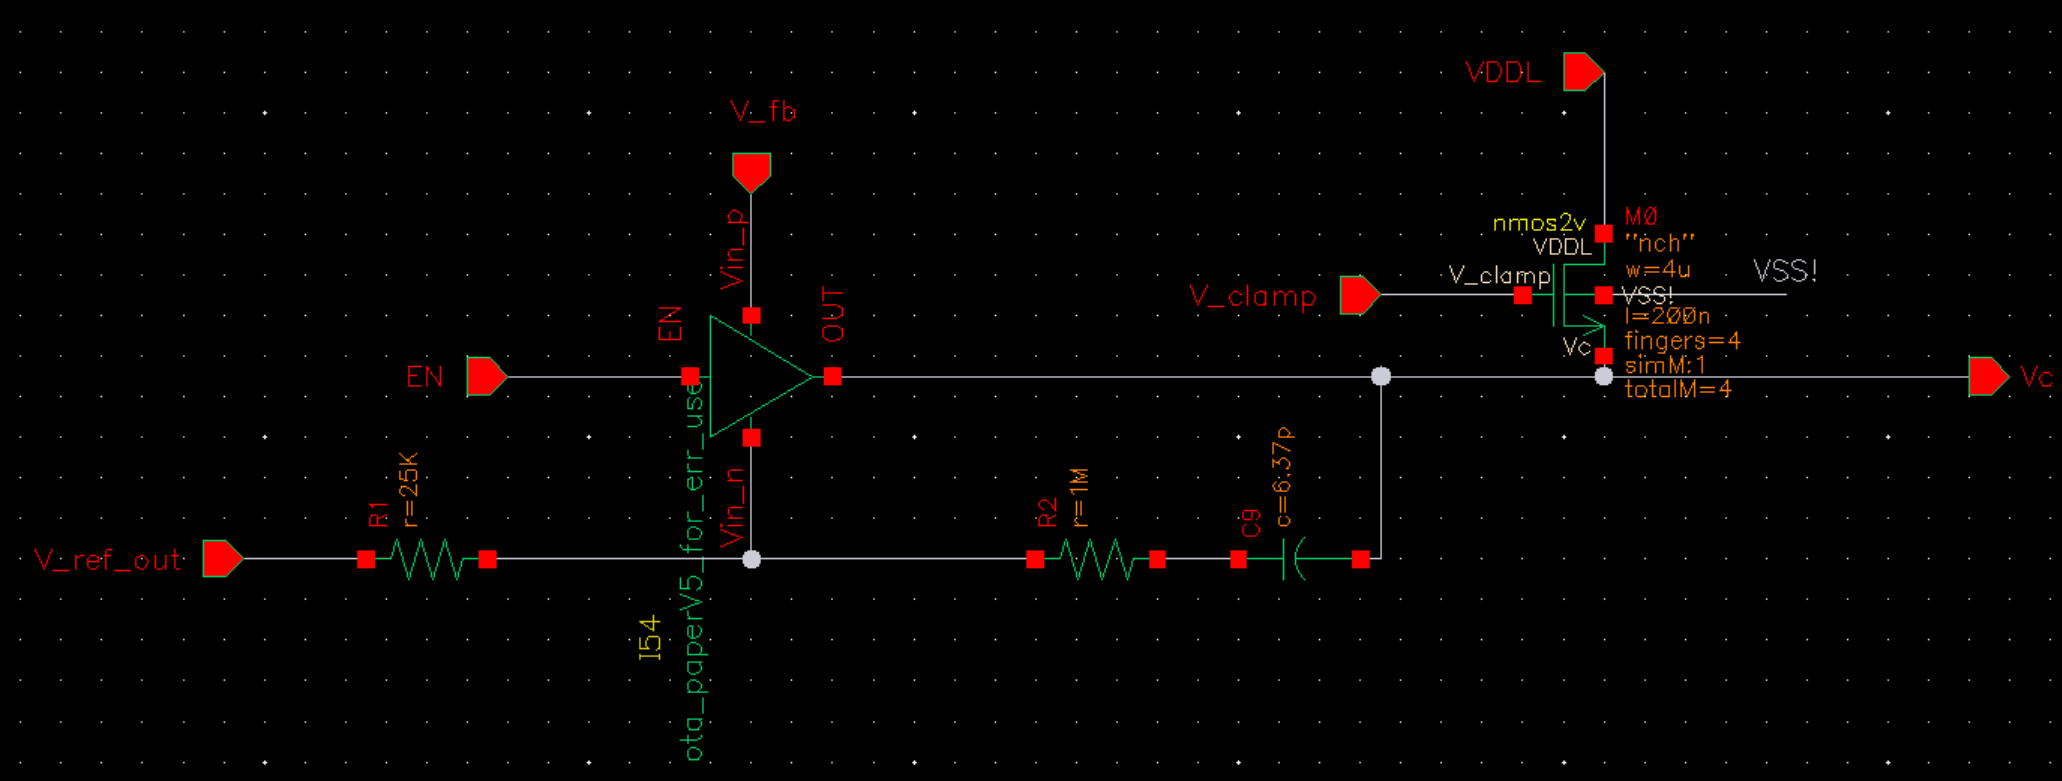 VDDL
V_fb
nmos2v
M0
VDDL
"nch"
w=4u
V_clamp
V_clamp
VSS!
VSS!
l=200n
fingers=4
simM:1
totalM=4
Vc
Vc
Vin_p
EN
OUT
EN
Vin_n
ota_paperV5_for_err_use
I54
V_ref_out
R1
r=25K
R2
r=1M
C9
c=6.37p